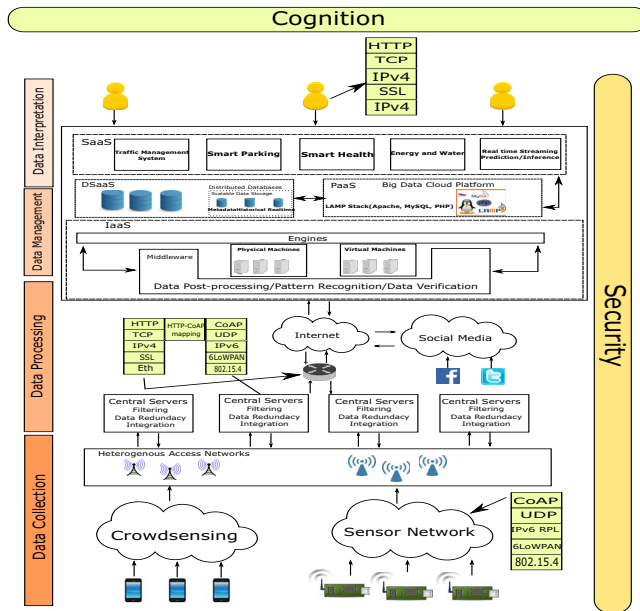 Cognition
HTTP
TCP
IPv4
SSL
IPv4
Security
Data Interpretation
SaaS
Traffic Management
System
Smart Parking
Smart Health
Energy and Water
Real time Streaming
Prediction/Inference
Data Management
DSaaS
Distributed Databases
Scalable Data Storage
Metadata Historical Realtime
PaaS
Big Data Cloud Platform
LAMP Stack(Apache, MySQL, PHP)
LAMP
IaaS
Engines
Middleware
Physical Machines
Virtual Machines
Data Post-processing/Pattern Recognition/Data Verification
Data Processing
HTTP
TCP
IPv4
SSL
Eth
HTTP-CoAP
mapping
CoAP
UDP
IPv6
6LoWPAN
802.15.4
Internet
Social Media
Central Servers
Filtering
Data Redundancy
Integration
Central Servers
Filtering
Data Redundancy
Integration
Central Servers
Filtering
Data Redundancy
Integration
Central Servers
Filtering
Data Redundancy
Integration
Data Collection
Heterogenous Access Networks
Crowdsensing
Sensor Network
CoAP
UDP
IPv6 RPL
6LoWPAN
802.15.4